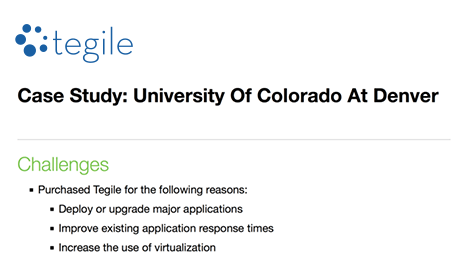 tegile
Case Study: University Of Colorado At Denver
Challenges
▪ Purchased Tegile for the following reasons:
▪ Deploy or upgrade major applications
▪ Improve existing application response times
▪ Increase the use of virtualization